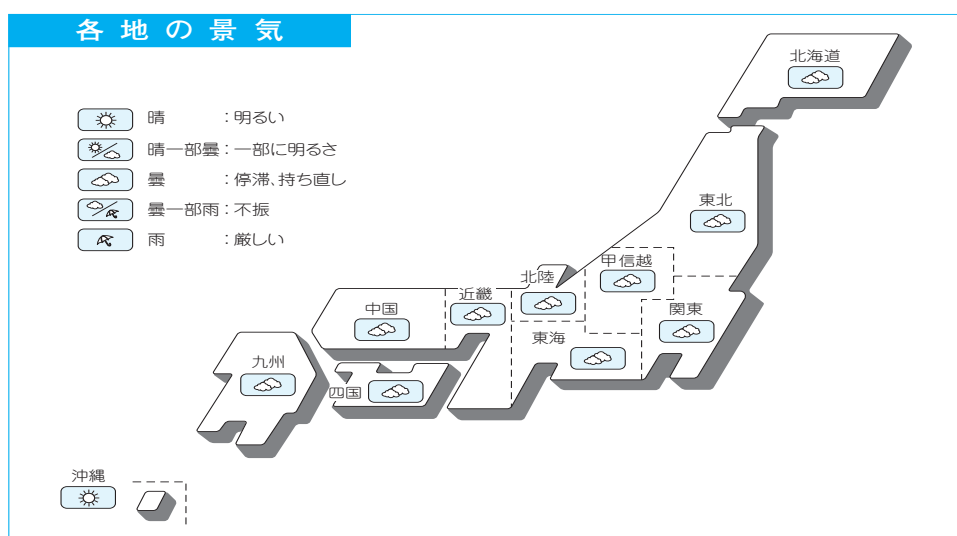 各地の景気
晴 ：明るい
晴一部曇：一部に明るさ
曇 ：停滞、持ち直し
曇一部雨：不振
雨 ：厳しい
北海道
東北
甲信越
北陸
近畿
中国
関東
東海
九州
四国
沖縄